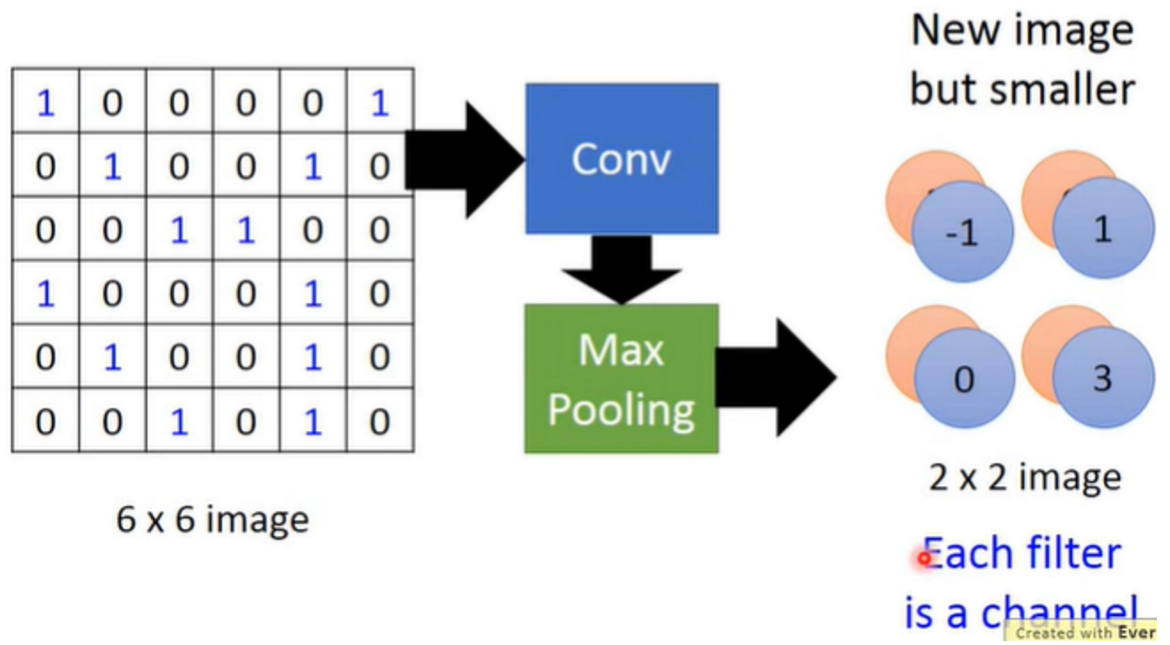 New image
but smaller
1 0 0 0 0 1
0 1 0 0 1 0
0 0 1 1 0 0
1 0 0 0 1 0
0 1 0 0 1 0
0 0 1 0 1 0
6 x 6 image
Conv
Max
Pooling
-1 1
0 3
2 x 2 image
Each filter
is a channel
Created with Ever